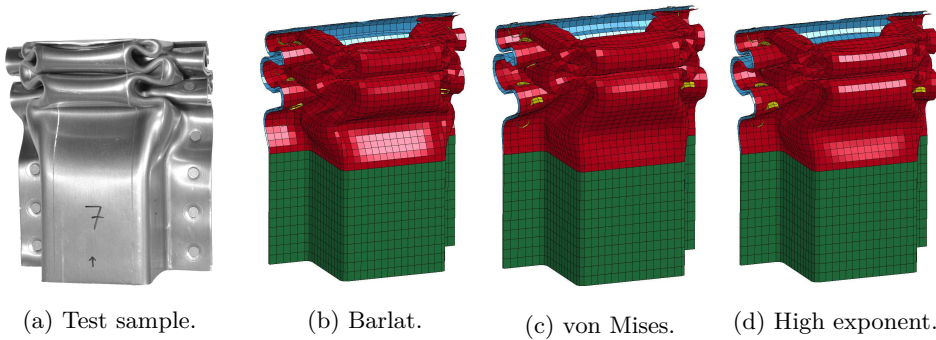 7
↑
(a) Test sample.
(b) Barlat.
(c) von Mises.
(d) High exponent.